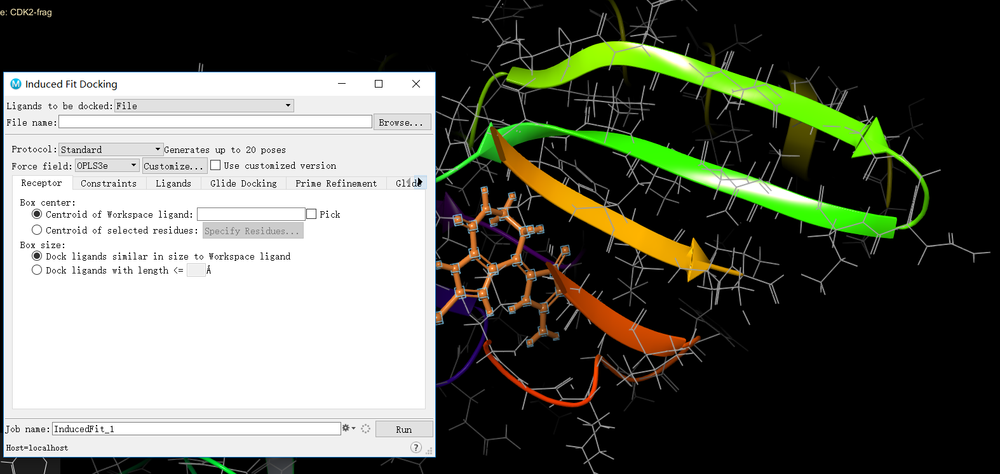 e: CDK2-frag
Induced Fit Docking
Ligands to be docked: File
File name: Browse...
Protocol: Standard Generates up to 20 poses
Force field: OPLS3e Customize... Use customized version
Receptor Constraints Ligands Glide Docking Prime Refinement Glide
Box center:
Centroid of Workspace ligand: Pick
Centroid of selected residues: Specify Residues...
Box size:
Dock ligands similar in size to Workspace ligand
Dock ligands with length <= Å
Job name: InducedFit_1 Run
Host=localhost